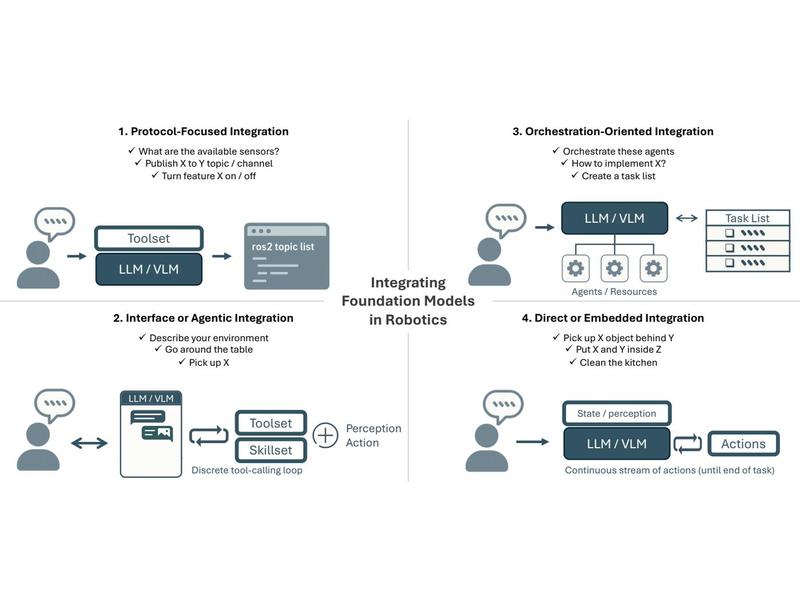 1. Protocol-Focused Integration
✓ What are the available sensors?
✓ Publish X to Y topic / channel
✓ Turn feature X on / off
Toolset
LLM / VLM
ros2 topic list
3. Orchestration-Oriented Integration
✓ Orchestrate these agents
✓ How to implement X?
✓ Create a task list
LLM / VLM
Task List
Agents / Resources
Integrating
Foundation Models
in Robotics
2. Interface or Agentic Integration
✓ Describe your environment
✓ Go around the table
✓ Pick up X
LLM / VLM
Toolset
Skillset
Perception
Action
Discrete tool-calling loop
4. Direct or Embedded Integration
✓ Pick up X object behind Y
✓ Put X and Y inside Z
✓ Clean the kitchen
State / perception
LLM / VLM
Actions
Continuous stream of actions (until end of task)